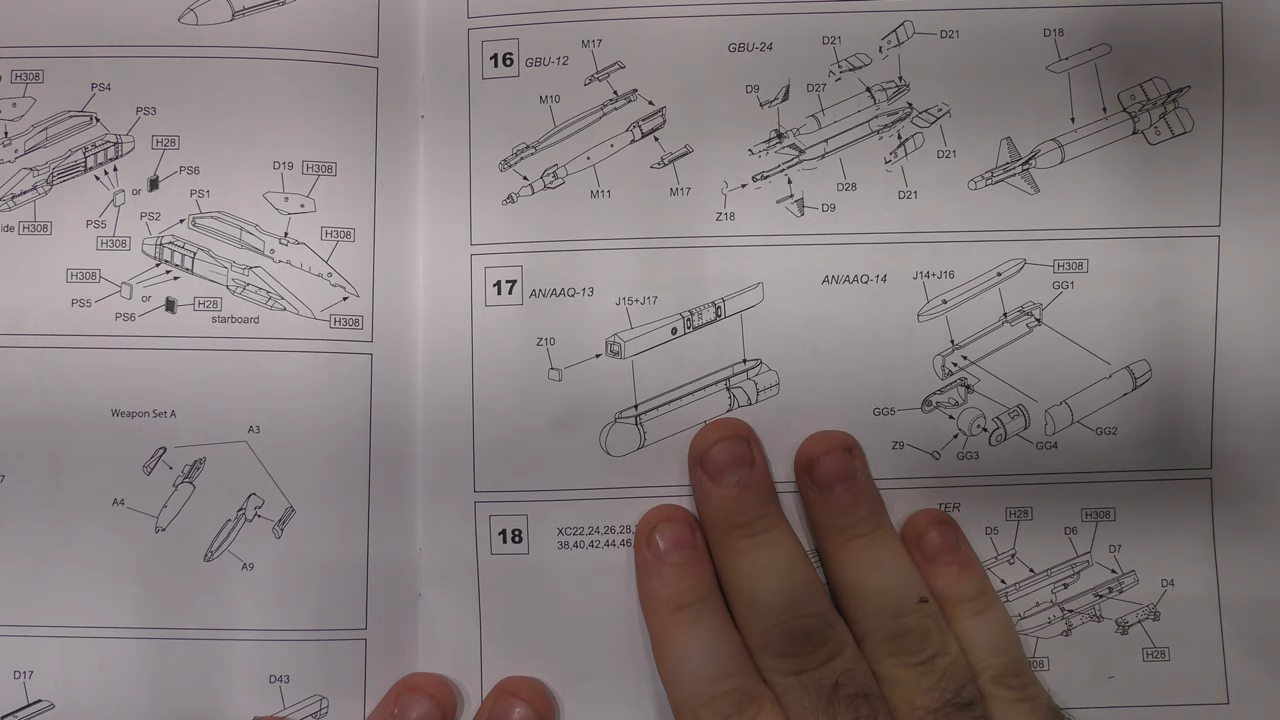 H308
PS4
PS3
H28
PS6
or
PS5
H308
ide H308
PS1
D19
H308
PS2
H308
H308
PS5
or
PS6
H28
starboard
H308
Weapon Set A
A3
A4
A9
D17
D43
16
GBU-12
M17
M10
M11
M17
GBU-24
D21
D21
D9
D27
D21
D28
D21
Z18
D9
D18
17
AN/AAQ-13
J15+J17
Z10
AN/AAQ-14
J14+J16
H308
GG1
GG5
Z9
GG3
GG4
GG2
18
XC22,24,26,28,
38,40,42,44,46,
TER
H28
D5
H308
D6
D7
D4
H28